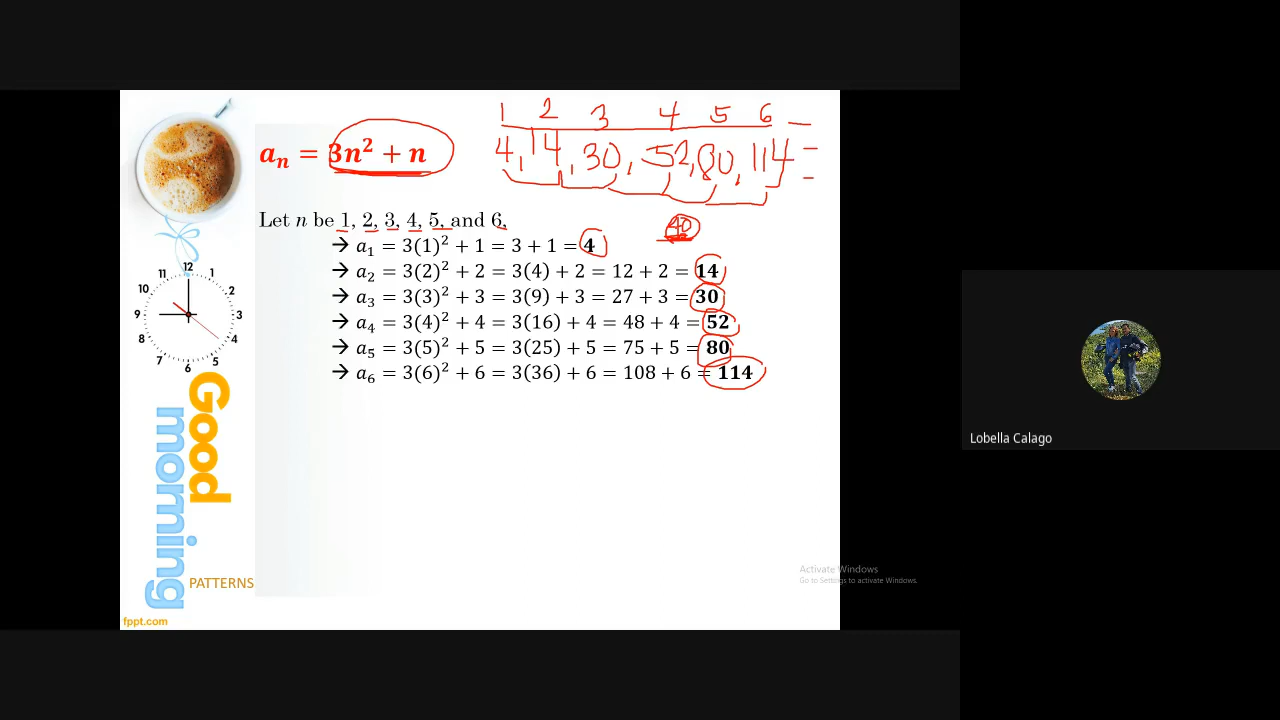 1 2 3 4 5 6
4, 14, 30, 52, 80, 114
aₙ = 3n² + n
Let n be 1, 2, 3, 4, 5, and 6,
40
→ a₁ = 3(1)² + 1 = 3 + 1 = 4
→ a₂ = 3(2)² + 2 = 3(4) + 2 = 12 + 2 = 14
→ a₃ = 3(3)² + 3 = 3(9) + 3 = 27 + 3 = 30
→ a₄ = 3(4)² + 4 = 3(16) + 4 = 48 + 4 = 52
→ a₅ = 3(5)² + 5 = 3(25) + 5 = 75 + 5 = 80
→ a₆ = 3(6)² + 6 = 3(36) + 6 = 108 + 6 = 114
12
11 1
10 2
9 3
8 4
7 5
6
Good
morning
PATTERNS
fppt.com
Lobella Calago
Activate Windows
Go to Settings to activate Windows.